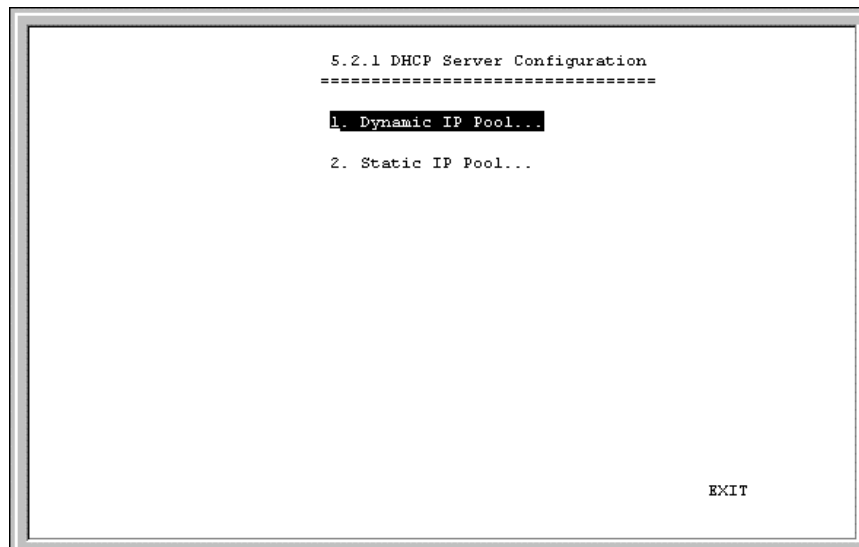 5.2.1 DHCP Server Configuration
=================================
1. Dynamic IP Pool...
2. Static IP Pool...
EXIT